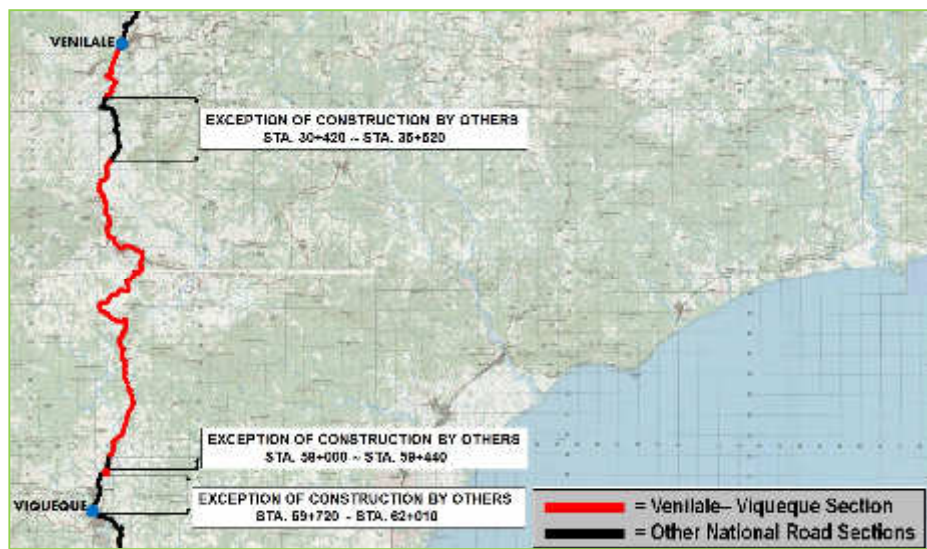 VENILALE
EXCEPTION OF CONSTRUCTION BY OTHERS
STA. 30+420 ~ STA. 35+520
EXCEPTION OF CONSTRUCTION BY OTHERS
STA. 58+000 ~ STA. 59+440
EXCEPTION OF CONSTRUCTION BY OTHERS
STA. 59+720 ~ STA. 62+010
VIQUEQUE
= Venilale– Viqueque Section
= Other National Road Sections